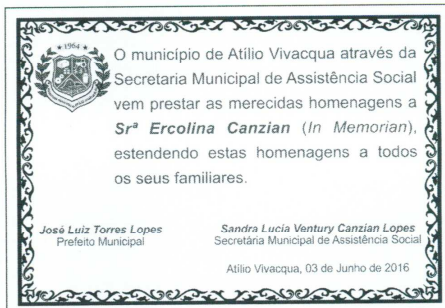 * 1964 *
O município de Atílio Vivacqua através da
Secretaria Municipal de Assistência Social
vem prestar as merecidas homenagens a
Srª Ercolina Canzian (In Memorian),
estendendo estas homenagens a todos
os seus familiares.
José Luiz Torres Lopes
Prefeito Municipal
Sandra Lucia Ventury Canzian Lopes
Secretária Municipal de Assistência Social
Atílio Vivacqua, 03 de Junho de 2016